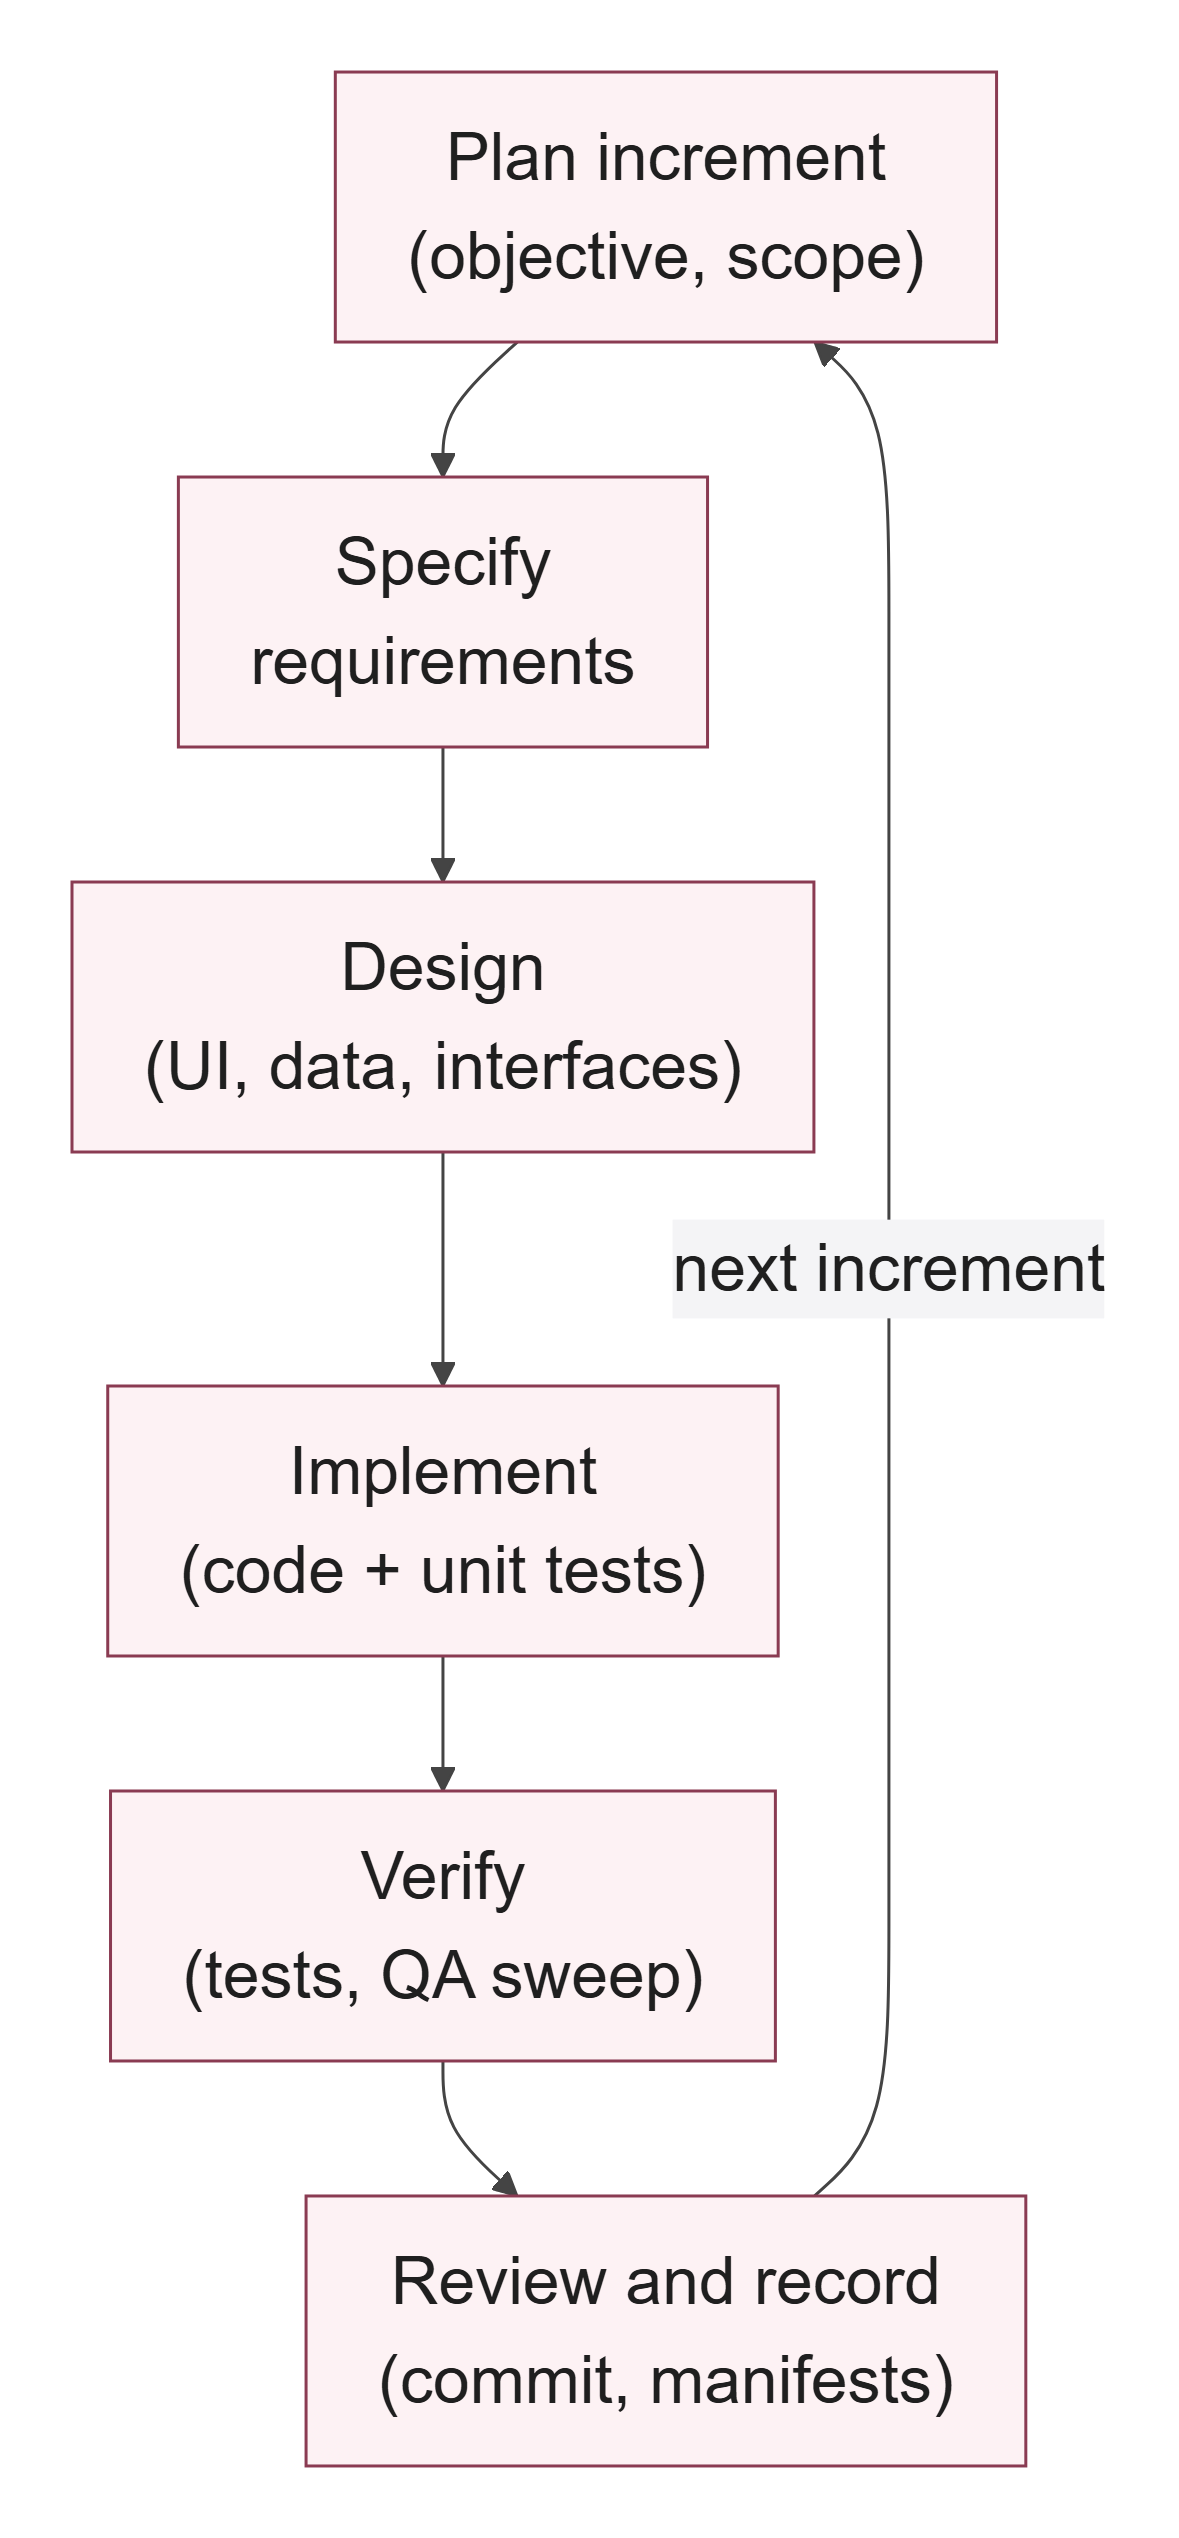 Plan increment
(objective, scope)
Specify
requirements
Design
(UI, data, interfaces)
next increment
Implement
(code + unit tests)
Verify
(tests, QA sweep)
Review and record
(commit, manifests)